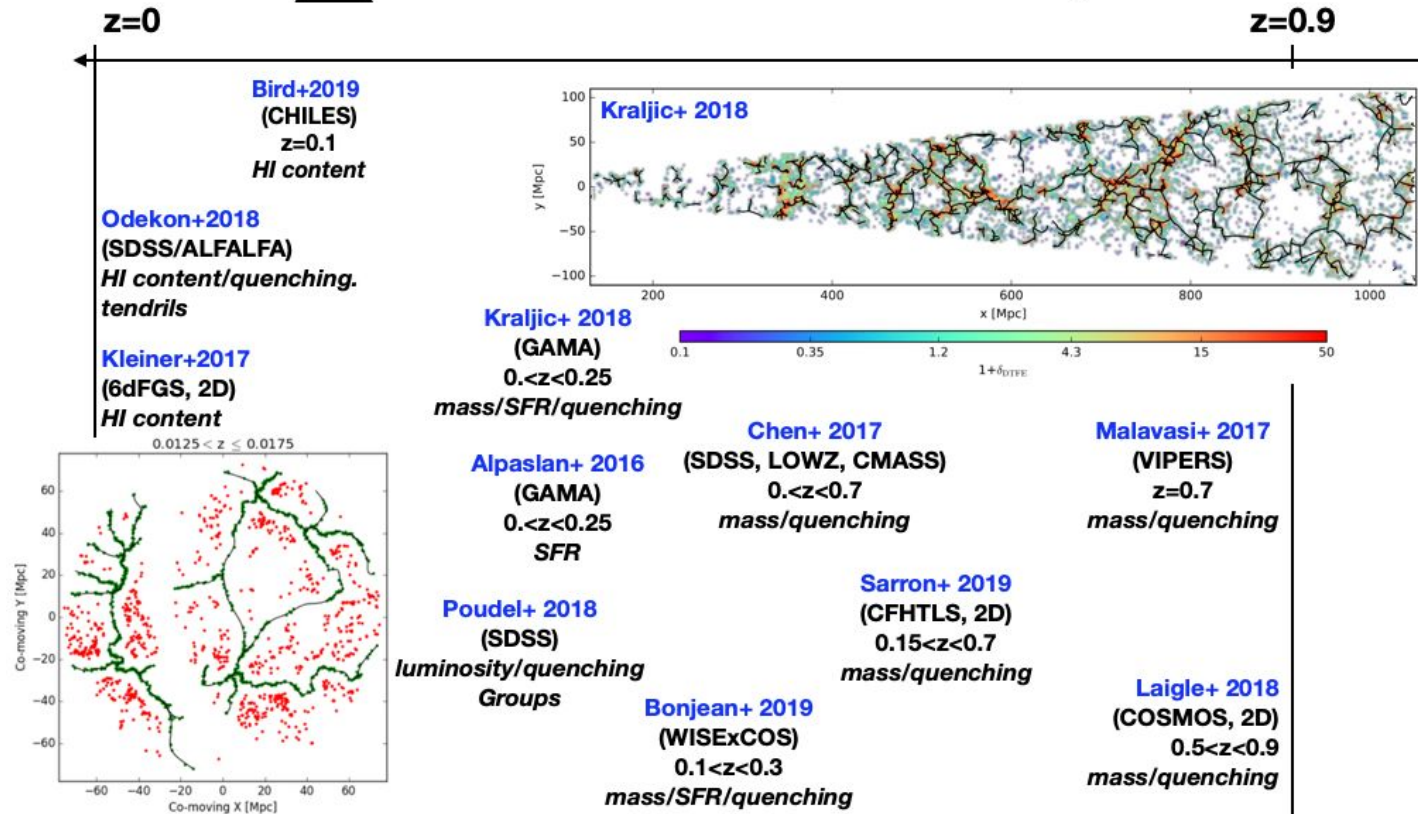 z=0
z=0.9
Bird+2019
(CHILES)
z=0.1
HI content
Odekon+2018
(SDSS/ALFALFA)
HI content/quenching.
tendrils
Kleiner+2017
(6dFGS, 2D)
HI content
0.0125 < z ≤ 0.0175
60
40
20
0
−20
−40
−60
Co-moving Y [Mpc]
−60 −40 −20 0 20 40 60
Co-moving X [Mpc]
Kraljic+ 2018
100
50
0
−50
−100
y [Mpc]
200 400 600 800 1000
x [Mpc]
0.1 0.35 1.2 4.3 15 50
1+δDTFE
Kraljic+ 2018
(GAMA)
0.<z<0.25
mass/SFR/quenching
Alpaslan+ 2016
(GAMA)
0.<z<0.25
SFR
Poudel+ 2018
(SDSS)
luminosity/quenching
Groups
Chen+ 2017
(SDSS, LOWZ, CMASS)
0.<z<0.7
mass/quenching
Malavasi+ 2017
(VIPERS)
z=0.7
mass/quenching
Sarron+ 2019
(CFHTLS, 2D)
0.15<z<0.7
mass/quenching
Bonjean+ 2019
(WISExCOS)
0.1<z<0.3
mass/SFR/quenching
Laigle+ 2018
(COSMOS, 2D)
0.5<z<0.9
mass/quenching